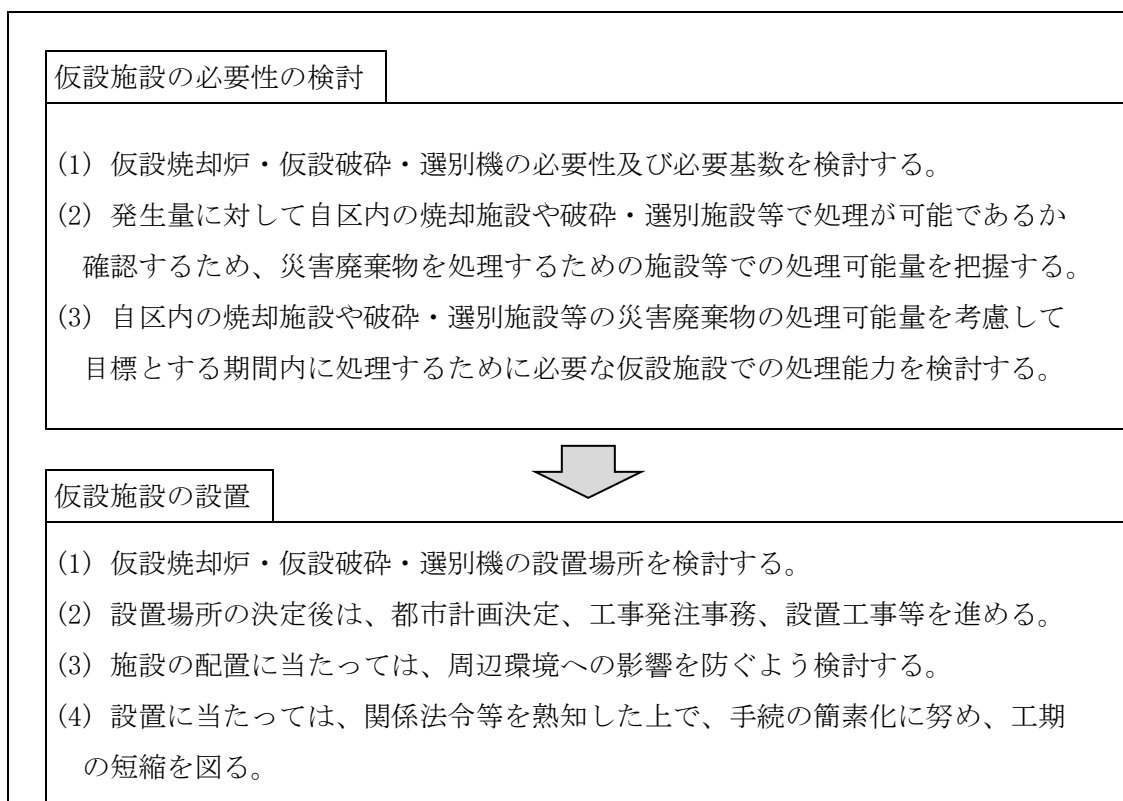 仮設施設の必要性の検討
(1) 仮設焼却炉・仮設破砕・選別機の必要性及び必要基数を検討する。
(2) 発生量に対して自区内の焼却施設や破砕・選別施設等で処理が可能であるか
確認するため、災害廃棄物を処理するための施設等での処理可能量を把握する。
(3) 自区内の焼却施設や破砕・選別施設等の災害廃棄物の処理可能量を考慮して
目標とする期間内に処理するために必要な仮設施設での処理能力を検討する。
仮設施設の設置
(1) 仮設焼却炉・仮設破砕・選別機の設置場所を検討する。
(2) 設置場所の決定後は、都市計画決定、工事発注事務、設置工事等を進める。
(3) 施設の配置に当たっては、周辺環境への影響を防ぐよう検討する。
(4) 設置に当たっては、関係法令等を熟知した上で、手続の簡素化に努め、工期
の短縮を図る。